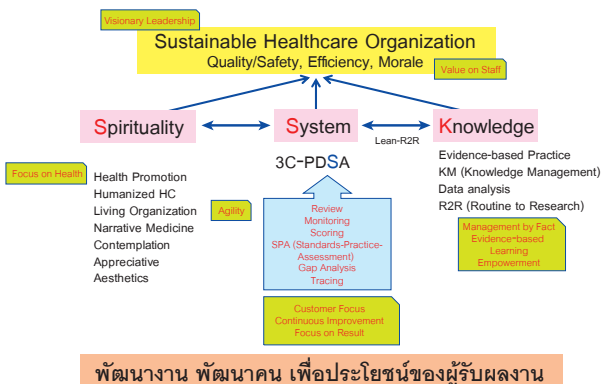 Visionary Leadership
Sustainable Healthcare Organization
Quality/Safety, Efficiency, Morale
Value on Staff
Spirituality
System
Knowledge
Lean-R2R
3C-PDSA
Focus on Health
Health Promotion
Humanized HC
Living Organization
Narrative Medicine
Contemplation
Appreciative
Aesthetics
Agility
Review
Monitoring
Scoring
SPA (Standards-Practice-
Assessment)
Gap Analysis
Tracing
Evidence-based Practice
KM (Knowledge Management)
Data analysis
R2R (Routine to Research)
Management by Fact
Evidence-based
Learning
Empowerment
Customer Focus
Continuous Improvement
Focus on Result
พัฒนางาน พัฒนาคน เพื่อประโยชน์ของผู้รับผลงาน